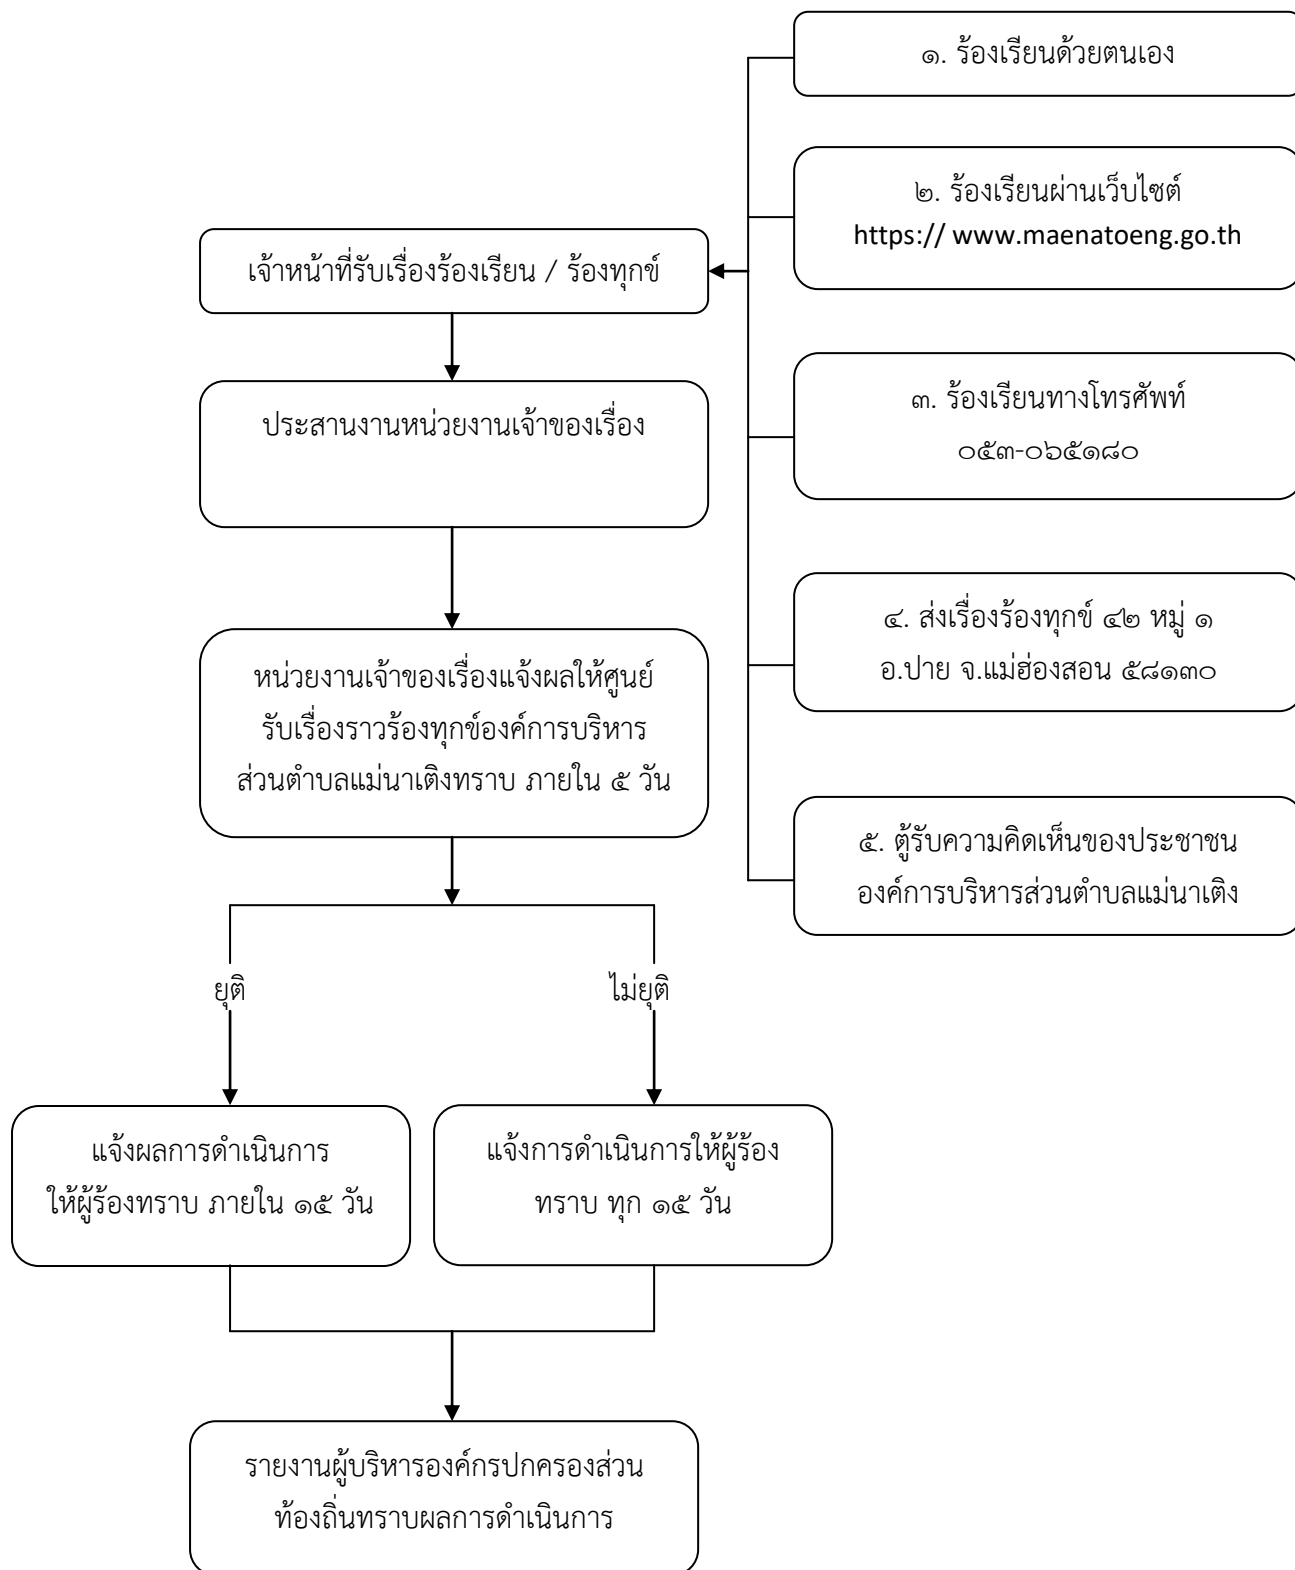 ๑. ร้องเรียนด้วยตนเอง
๒. ร้องเรียนผ่านเว็บไซต์
https:// www.maenatoeng.go.th
๓. ร้องเรียนทางโทรศัพท์
๐๕๓-๐๖๕๑๘๐
๔. ส่งเรื่องร้องทุกข์ ๔๒ หมู่ ๑
อ.ปาย จ.แม่ฮ่องสอน ๕๘๑๓๐
๕. ตู้รับความคิดเห็นของประชาชน
องค์การบริหารส่วนตำบลแม่นาเติง
เจ้าหน้าที่รับเรื่องร้องเรียน / ร้องทุกข์
ประสานงานหน่วยงานเจ้าของเรื่อง
หน่วยงานเจ้าของเรื่องแจ้งผลให้ศูนย์
รับเรื่องราวร้องทุกข์องค์การบริหาร
ส่วนตำบลแม่นาเติงทราบ ภายใน ๕ วัน
ยุติ
ไม่ยุติ
แจ้งผลการดำเนินการ
ให้ผู้ร้องทราบ ภายใน ๑๕ วัน
แจ้งการดำเนินการให้ผู้ร้อง
ทราบ ทุก ๑๕ วัน
รายงานผู้บริหารองค์กรปกครองส่วน
ท้องถิ่นทราบผลการดำเนินการ